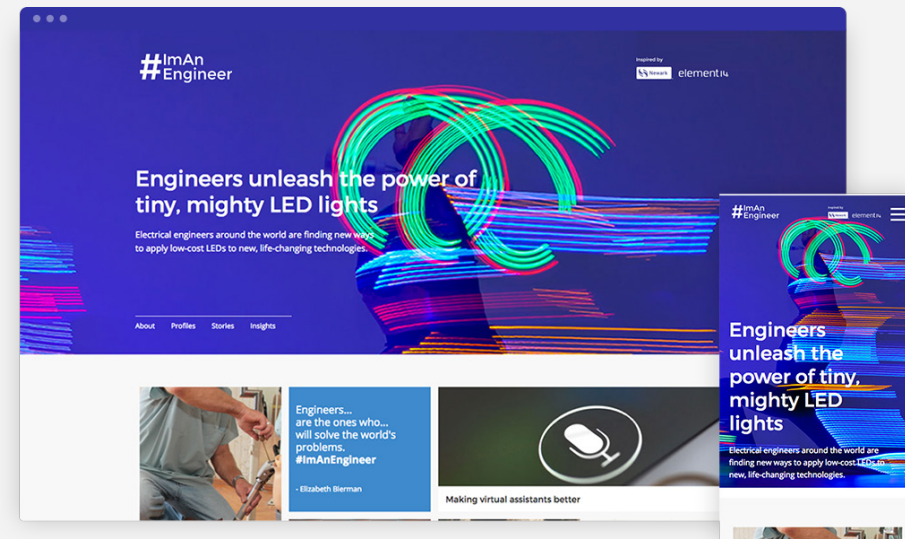 #ImAn
Engineer
Inspired by
Newark element14
Engineers unleash the power of
tiny, mighty LED lights
Electrical engineers around the world are finding new ways
to apply low-cost LEDs to new, life-changing technologies.
About Profiles Stories Insights
Engineers...
are the ones who...
will solve the world's
problems.
#ImAnEngineer
- Elizabeth Bierman
Making virtual assistants better
#ImAn
Engineer
Inspired by
Newark element14
Engineers
unleash the
power of tiny,
mighty LED
lights
Electrical engineers around the world are
finding new ways to apply low-cost LEDs to
new, life-changing technologies.